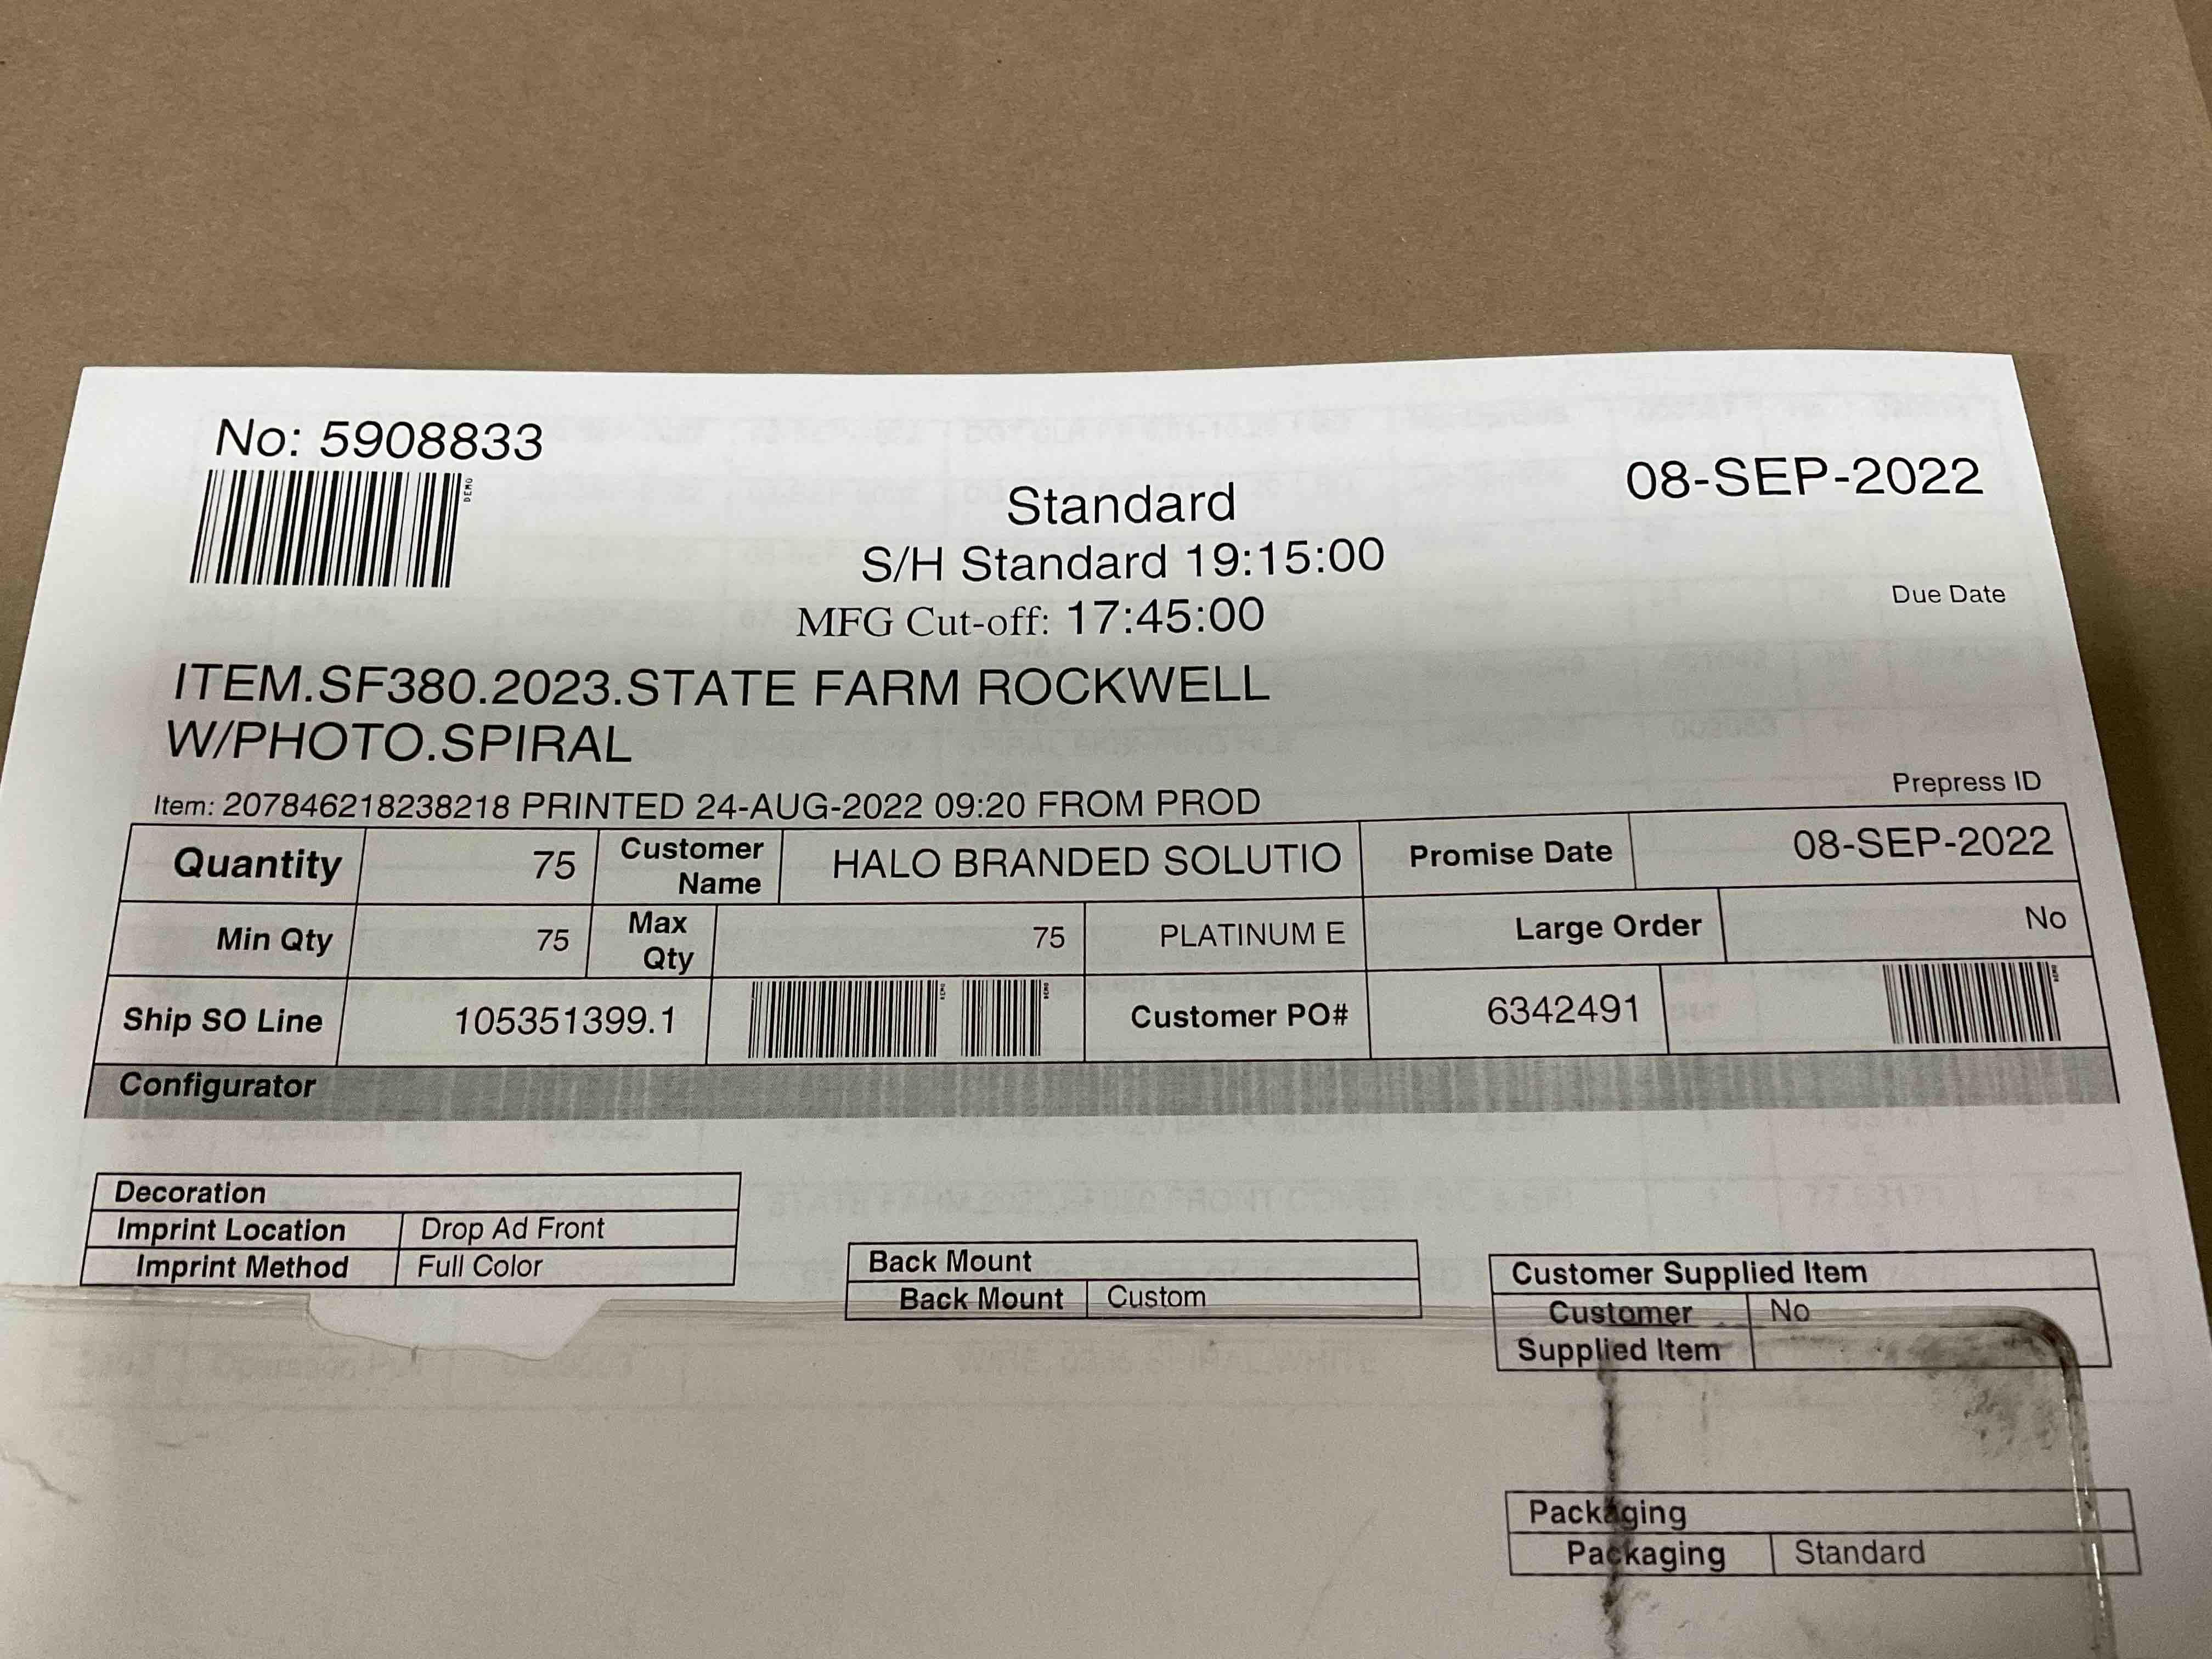 No: 5908833
DEMO
08-SEP-2022
Standard
S/H Standard 19:15:00
MFG Cut-off: 17:45:00
Due Date
ITEM.SF380.2023.STATE FARM ROCKWELL
W/PHOTO.SPIRAL
Prepress ID
Item: 207846218238218 PRINTED 24-AUG-2022 09:20 FROM PROD
Quantity 75 Customer Name HALO BRANDED SOLUTIO Promise Date 08-SEP-2022
Min Qty 75 Max Qty 75 PLATINUM E Large Order No
Ship SO Line 105351399.1 DEMO DEMO Customer PO# 6342491 DEMO
Configurator
Decoration
Imprint Location Drop Ad Front
Imprint Method Full Color
Back Mount
Back Mount Custom
Customer Supplied Item
Customer Supplied Item No
Packaging
Packaging Standard